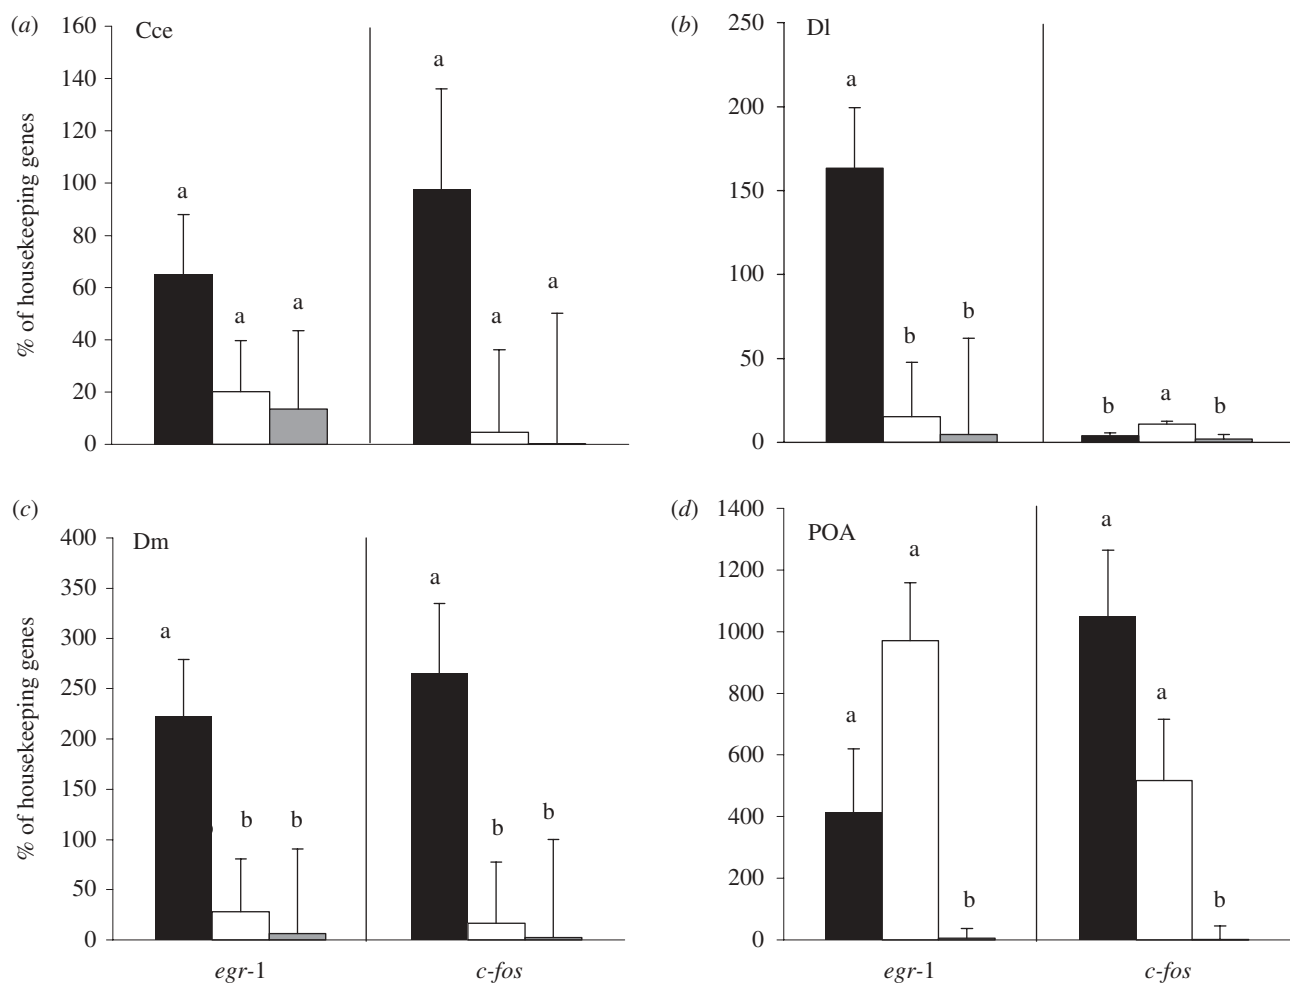 (a)
Cce
% of housekeeping genes
160
140
120
100
80
60
40
20
0
a
a
a
a
a
a
(b)
Dl
250
200
150
100
50
0
a
b
b
b
a
b
(c)
Dm
% of housekeeping genes
400
350
300
250
200
150
100
50
0
a
b
b
a
b
b
egr-1
c-fos
(d)
POA
1400
1200
1000
800
600
400
200
0
a
a
b
a
a
b
egr-1
c-fos